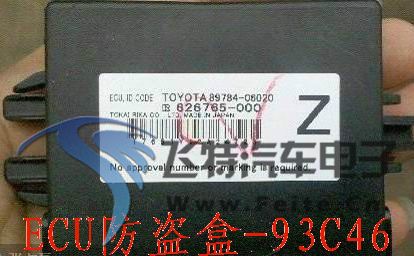 ECU, ID CODE TOYOTA 89784-06020
626765-000
TOKAI RIKA CO., LTD. MADE IN JAPAN
Z
飞特汽车电子
No approval number or marking is required.
ECU防盗盒-93C46